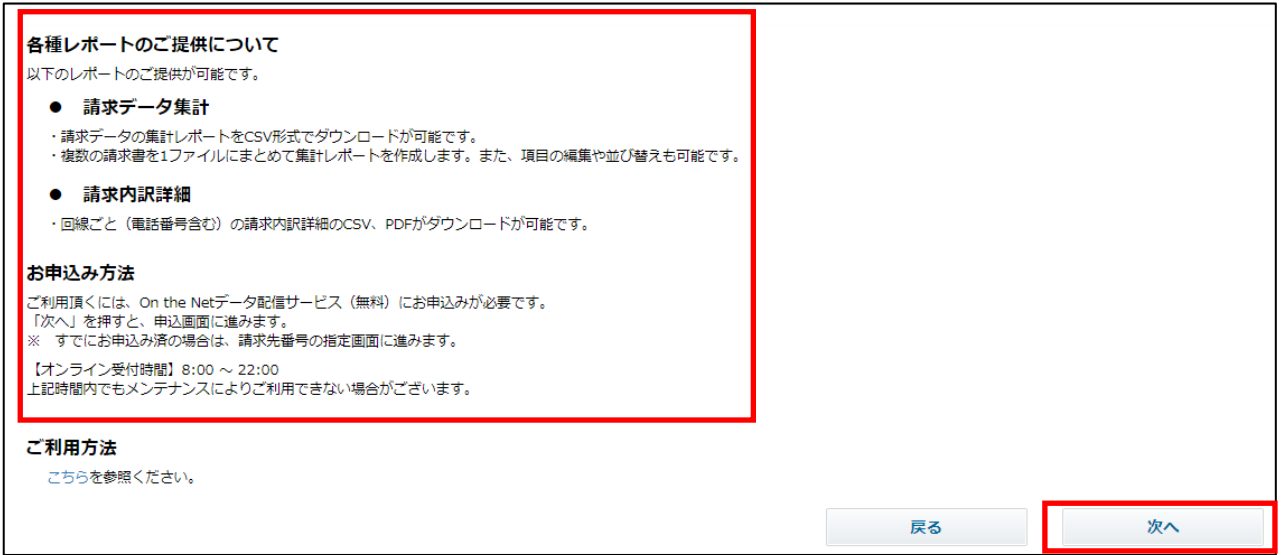 各種レポートのご提供について
以下のレポートのご提供が可能です。
● 請求データ集計
・請求データの集計レポートをCSV形式でダウンロードが可能です。
・複数の請求書を1ファイルにまとめて集計レポートを作成します。また、項目の編集や並び替えも可能です。
● 請求内訳詳細
・回線ごと（電話番号含む）の請求内訳詳細のCSV、PDFがダウンロードが可能です。
お申込み方法
ご利用頂くには、On the Netデータ配信サービス（無料）にお申込みが必要です。
「次へ」を押すと、申込画面に進みます。
※ すでにお申込み済の場合は、請求先番号の指定画面に進みます。
【オンライン受付時間】8:00 ～ 22:00
上記時間内でもメンテナンスによりご利用できない場合がございます。
ご利用方法
こちらを参照ください。
戻る
次へ